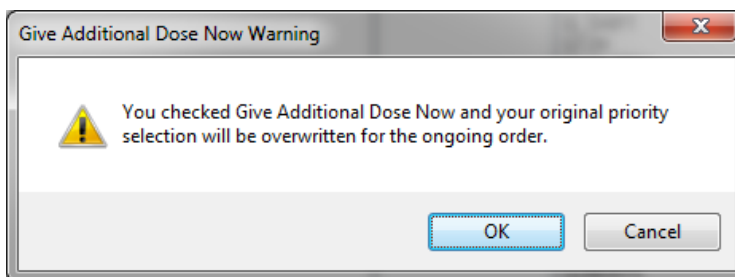 Give Additional Dose Now Warning
You checked Give Additional Dose Now and your original priority
selection will be overwritten for the ongoing order.
OK
Cancel